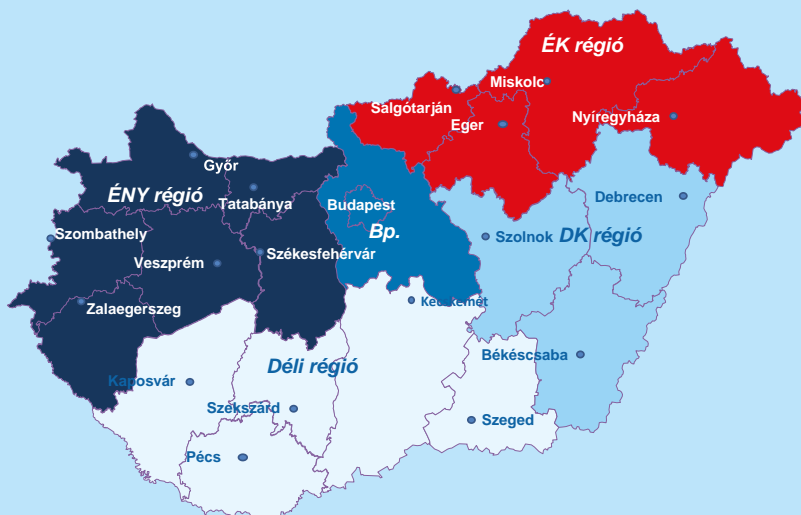 ÉK régió
Miskolc
Salgótarján
Nyíregyháza
Eger
Győr
ÉNY régió
Tatabánya
Budapest
Debrecen
Szombathely
Bp.
Szolnok
DK régió
Székesfehérvár
Veszprém
Zalaegerszeg
Kecskemét
Békéscsaba
Déli régió
Kaposvár
Szekszárd
Szeged
Pécs